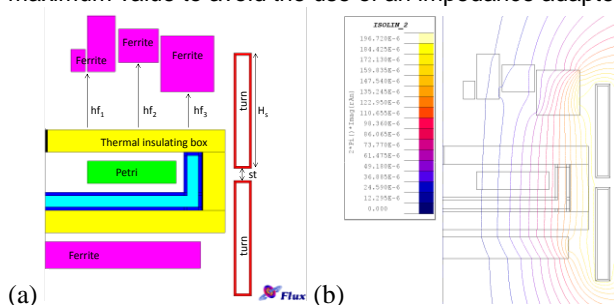 maximum value to avoid the use of an impedance adapte
Ferrite
Ferrite
Ferrite
hf1
hf2
hf3
turn
Hs
Thermal insulating box
Petri
st
turn
Ferrite
Flux
(a)
ISOLIN_2
196.720E-6
184.425E-6
172.130E-6
159.835E-6
147.540E-6
135.245E-6
122.950E-6
110.655E-6
98.360E-6
86.065E-6
73.770E-6
61.475E-6
49.180E-6
36.885E-6
24.590E-6
12.295E-6
0.000
(b)